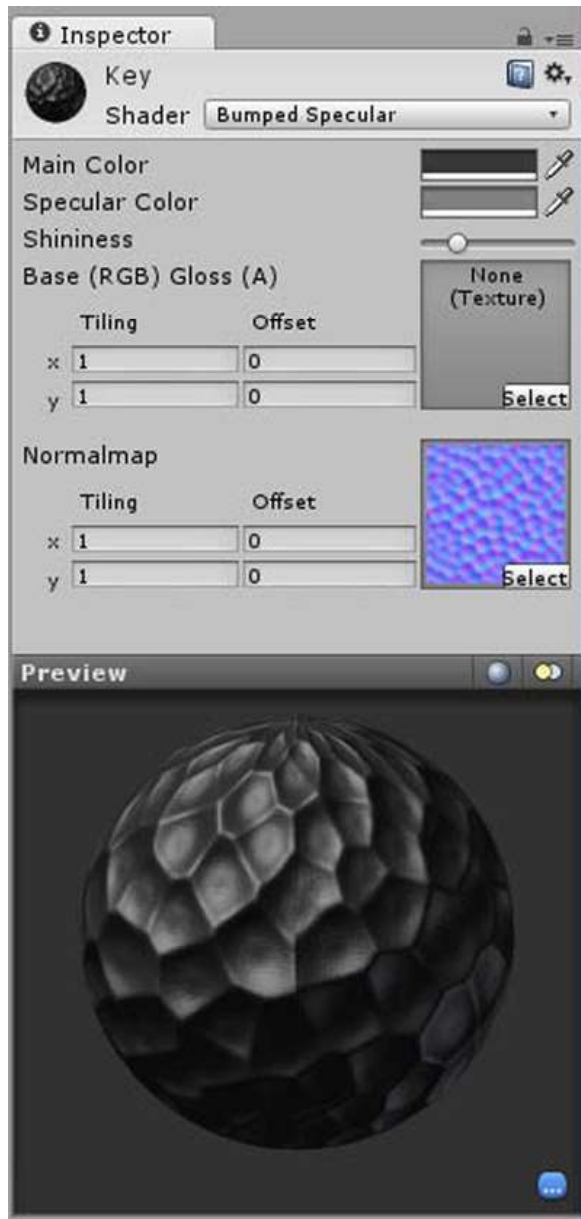 Inspector
Key
Shader Bumped Specular
Main Color
Specular Color
Shininess
Base (RGB) Gloss (A)
None
(Texture)
Tiling Offset
x 1 0
y 1 0
Select
Normalmap
Tiling Offset
x 1 0
y 1 0
Select
Preview